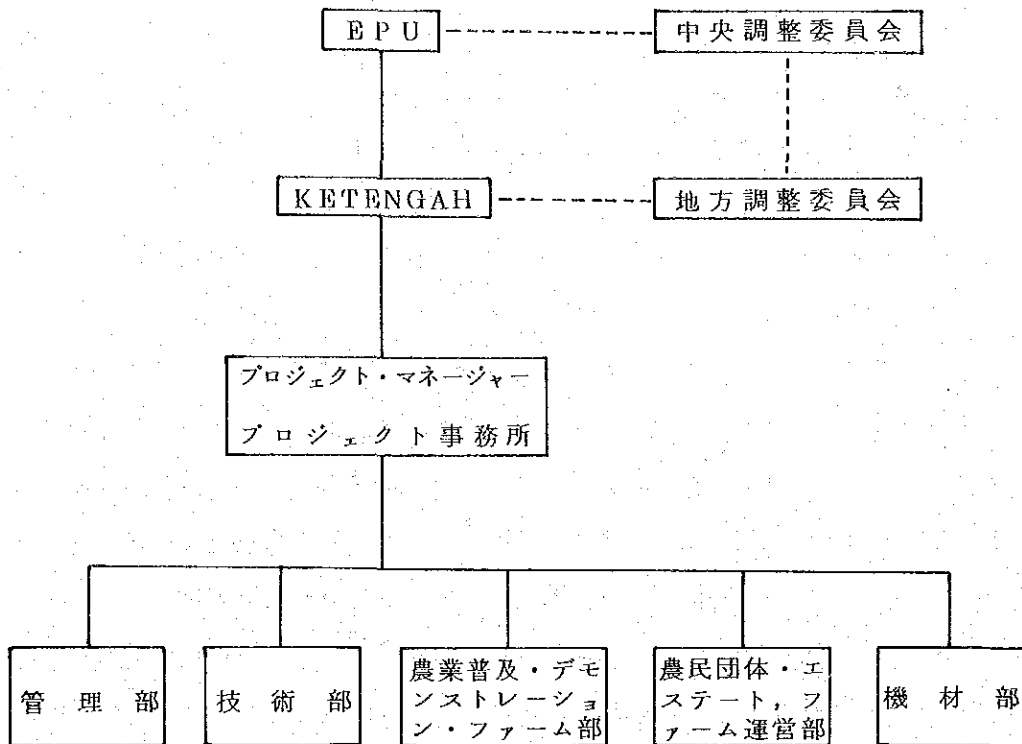 EPU
中央調整委員会
KETENGAH
地方調整委員会
プロジェクト・マネージャー
プロジェクト事務所
管理部
技術部
農業普及・デモ
ンストレーショ
ン・ファーム部
農民団体・エ
ステート，フ
ァーム運営部
機材部